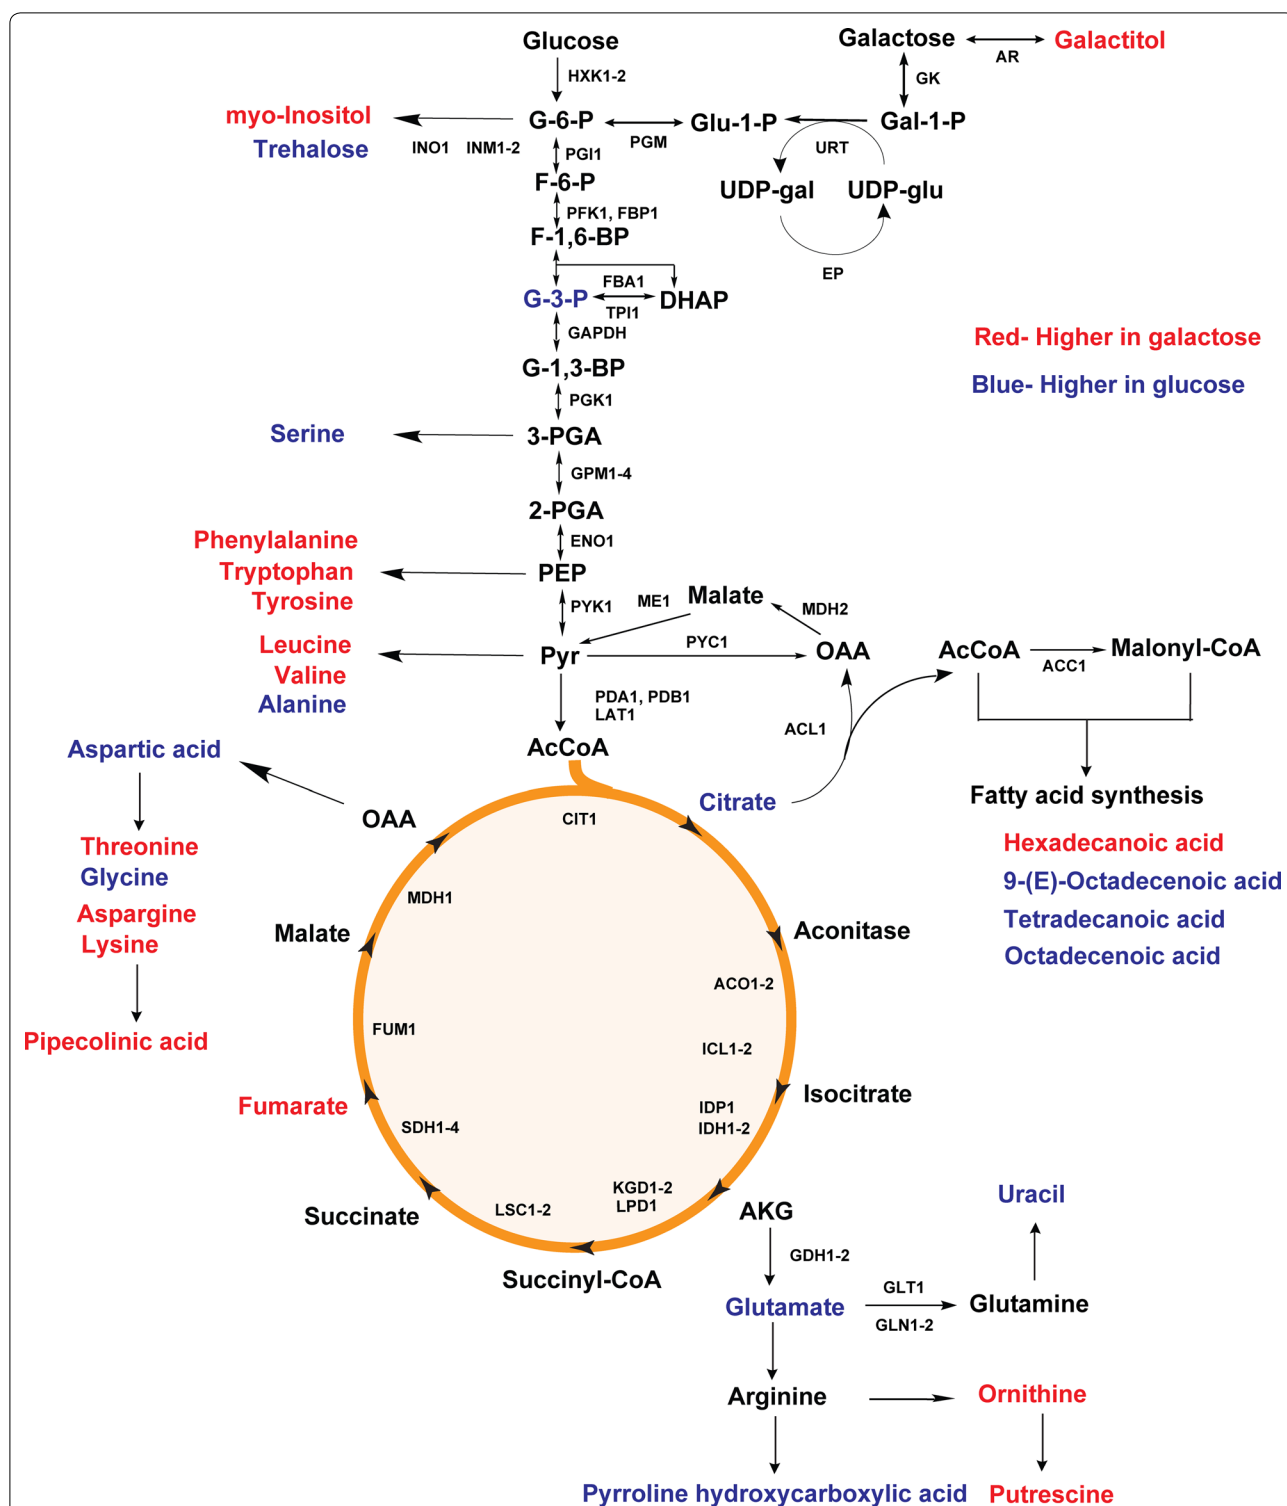 Glucose
Galactose
AR
Galactitol
HXK1-2
GK
myo-Inositol
G-6-P
PGM
Glu-1-P
Gal-1-P
Trehalose
INO1
INM1-2
PGI1
URT
F-6-P
UDP-gal
UDP-glu
PFK1, FBP1
F-1,6-BP
EP
FBA1
G-3-P
DHAP
TPI1
GAPDH
Red- Higher in galactose
G-1,3-BP
Blue- Higher in glucose
PGK1
Serine
3-PGA
GPM1-4
2-PGA
Phenylalanine
ENO1
Tryptophan
PEP
Tyrosine
PYK1
ME1
Malate
MDH2
Leucine
Valine
Alanine
Pyr
PYC1
OAA
AcCoA
ACC1
Malonyl-CoA
PDA1, PDB1
LAT1
ACL1
AcCoA
Aspartic acid
Citrate
Fatty acid synthesis
OAA
CIT1
Threonine
Glycine
Hexadecanoic acid
9-(E)-Octadecenoic acid
Tetradecanoic acid
Octadecenoic acid
MDH1
Aspargine
Lysine
Malate
Aconitase
ACO1-2
Pipecolinic acid
FUM1
ICL1-2
Fumarate
Isocitrate
IDP1
IDH1-2
SDH1-4
KGD1-2
LPD1
LSC1-2
Succinate
AKG
Uracil
GDH1-2
Succinyl-CoA
Glutamate
GLT1
GLN1-2
Glutamine
Arginine
Ornithine
Pyrroline hydroxycarboxylic acid
Putrescine